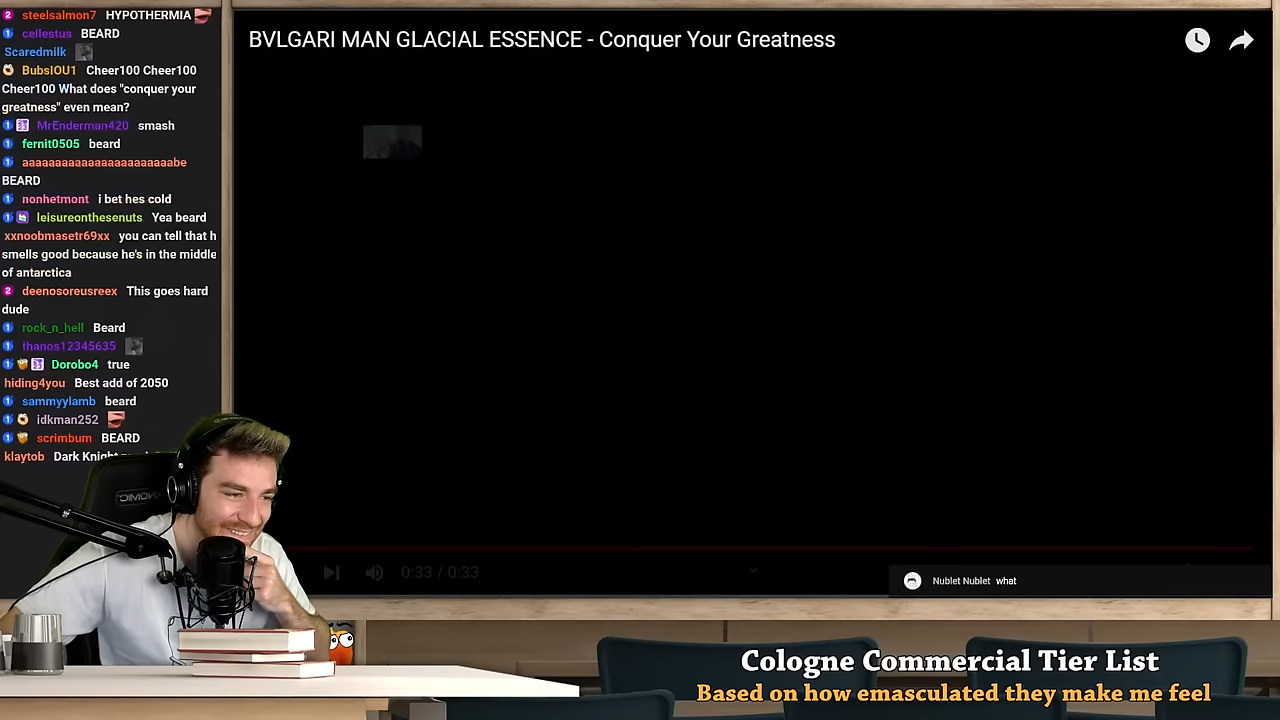 steelsalmon7 HYPOTHERMIA
cellestus BEARD
Scaredmilk
BubsIOU1 Cheer100 Cheer100
Cheer100 What does "conquer your
greatness" even mean?
MrEnderman420 smash
fernit0505 beard
aaaaaaaaaaaaaaaaaaaaaaabe
BEARD
nonhetmont i bet hes cold
leisureonthesenuts Yea beard
xxnoobmasetr69xx you can tell that h
smells good because he's in the middle
of antarctica
deenosoreusreex This goes hard
dude
rock_n_hell Beard
thanos12345635
Dorobo4 true
hiding4you Best add of 2050
sammyylamb beard
idkman252
scrimbum BEARD
klaytob Dark Knight
BVLGARI MAN GLACIAL ESSENCE - Conquer Your Greatness
0:33 / 0:33
Nublet Nublet what
Cologne Commercial Tier List
Based on how emasculated they make me feel